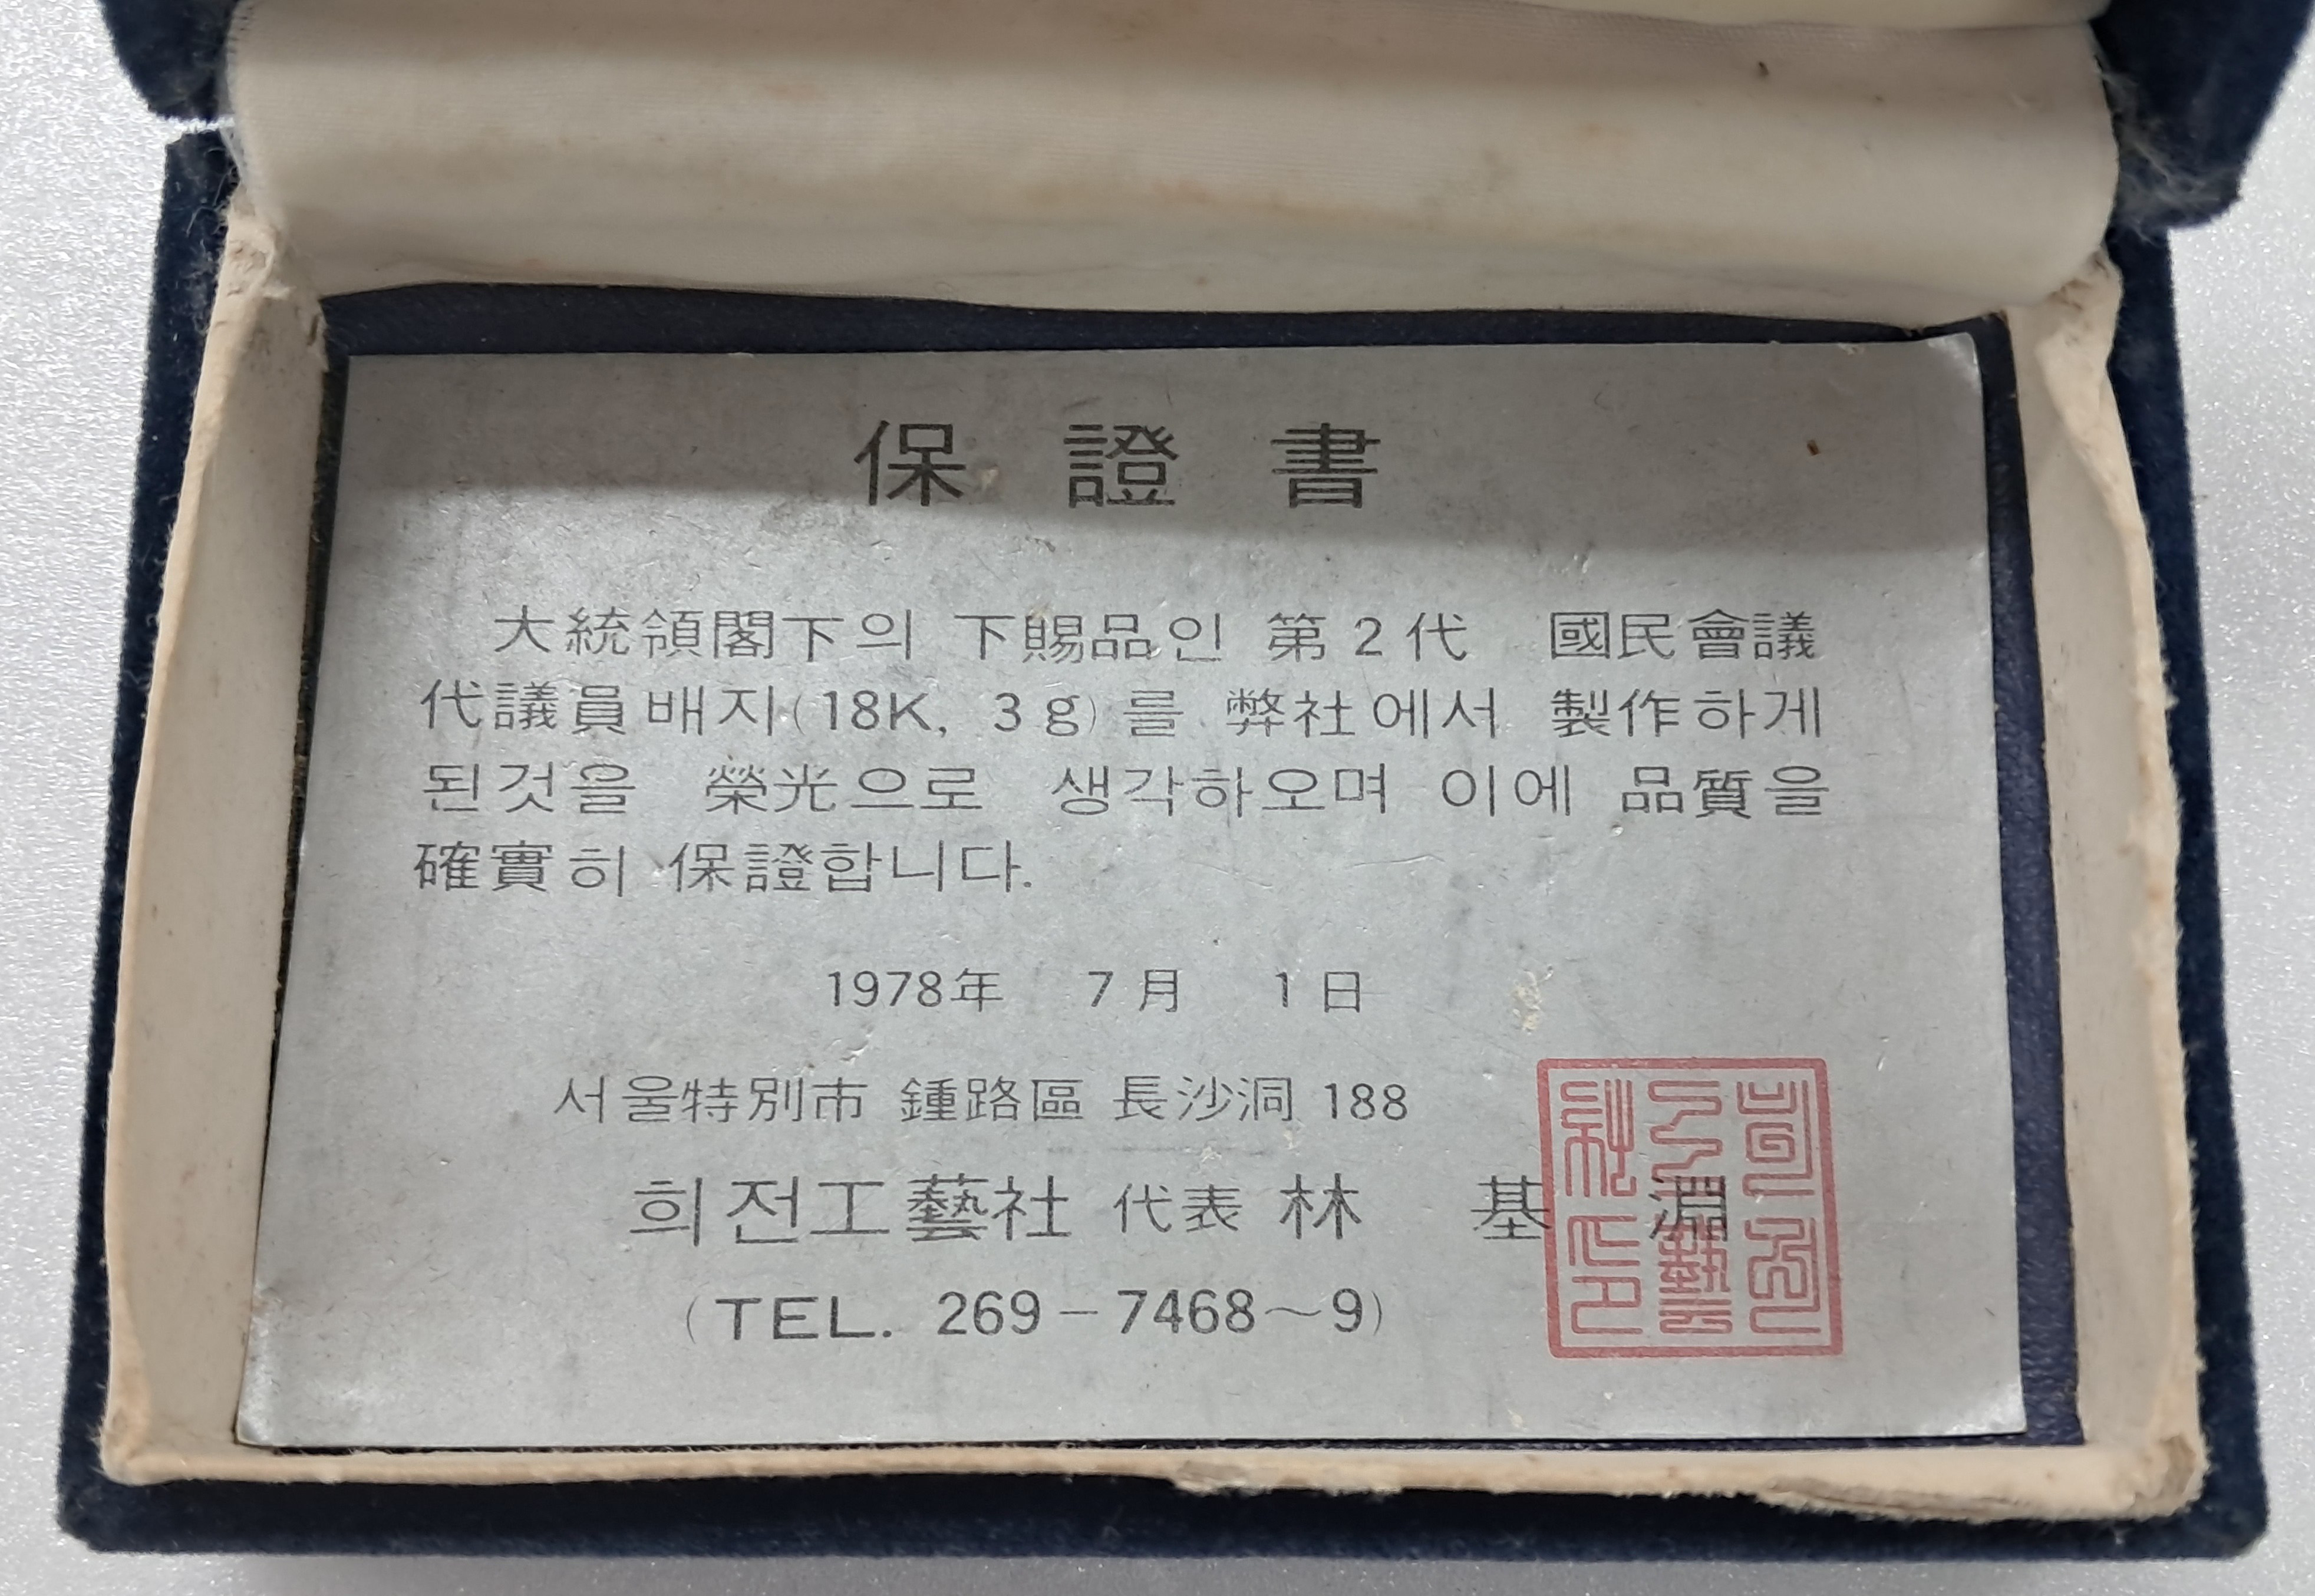 保證書
大統領閣下의 下賜品인 第2代 國民會議
代議員배지(18K, 3g)를 弊社에서 製作하게
된것을 榮光으로 생각하오며 이에 品質을
確實히 保證합니다.
1978年 7月 1日
서울特別市 鍾路區 長沙洞 188
희전工藝社 代表 林 基 淵
(TEL. 269-7468~9)